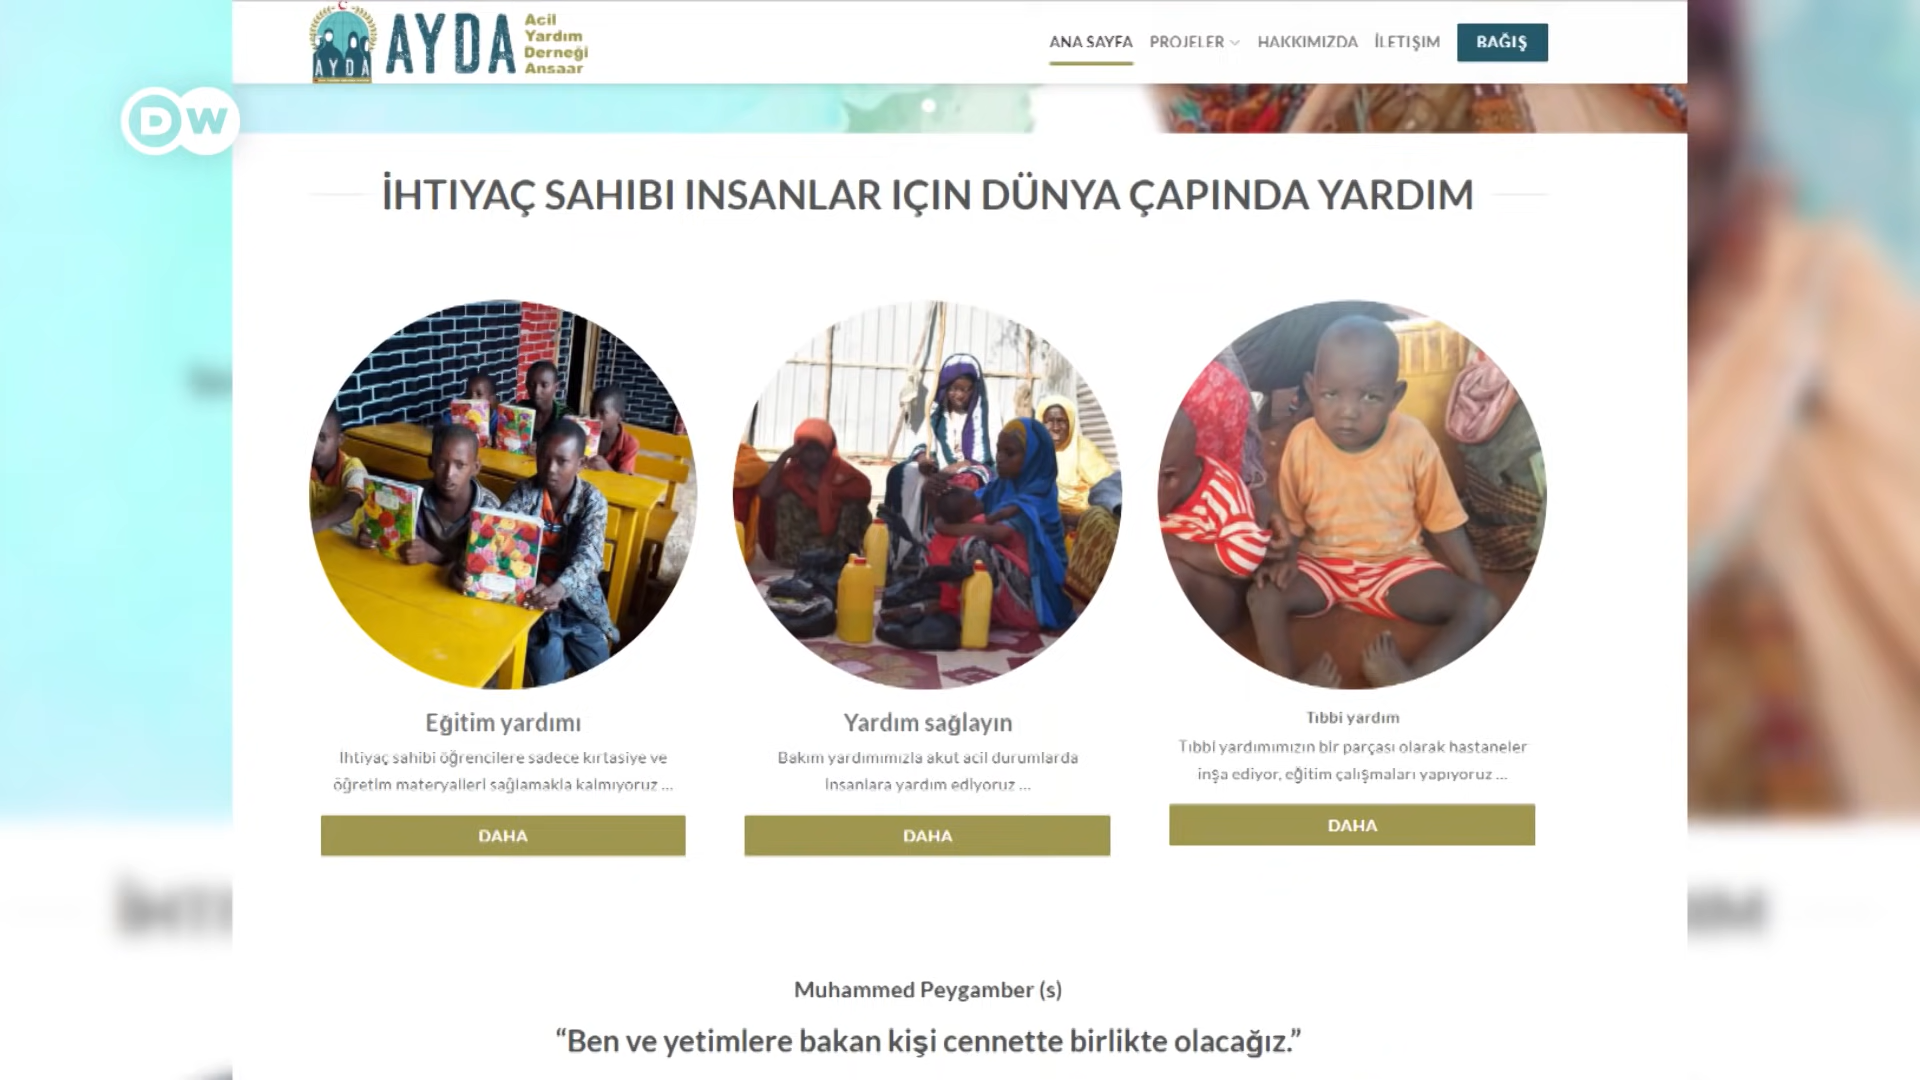 AYDA
AYDA
Acil
Yardım
Derneği
Ansaar
ANA SAYFA PROJELER HAKKIMIZDA İLETIŞIM BAĞIŞ
DW
İHTIYAÇ SAHIBI INSANLAR IÇIN DÜNYA ÇAPINDA YARDIM
Eğitim yardımı
İhtiyaç sahibi öğrencilere sadece kırtasiye ve
öğretim materyalleri sağlamakla kalmıyoruz ...
DAHA
Yardım sağlayın
Bakım yardımımızla akut acil durumlarda
insanlara yardım ediyoruz ...
DAHA
Tıbbi yardım
Tıbbi yardımımızın bir parçası olarak hastaneler
inşa ediyor, eğitim çalışmaları yapıyoruz ...
DAHA
Muhammed Peygamber (s)
“Ben ve yetimlere bakan kişi cennette birlikte olacağız.”